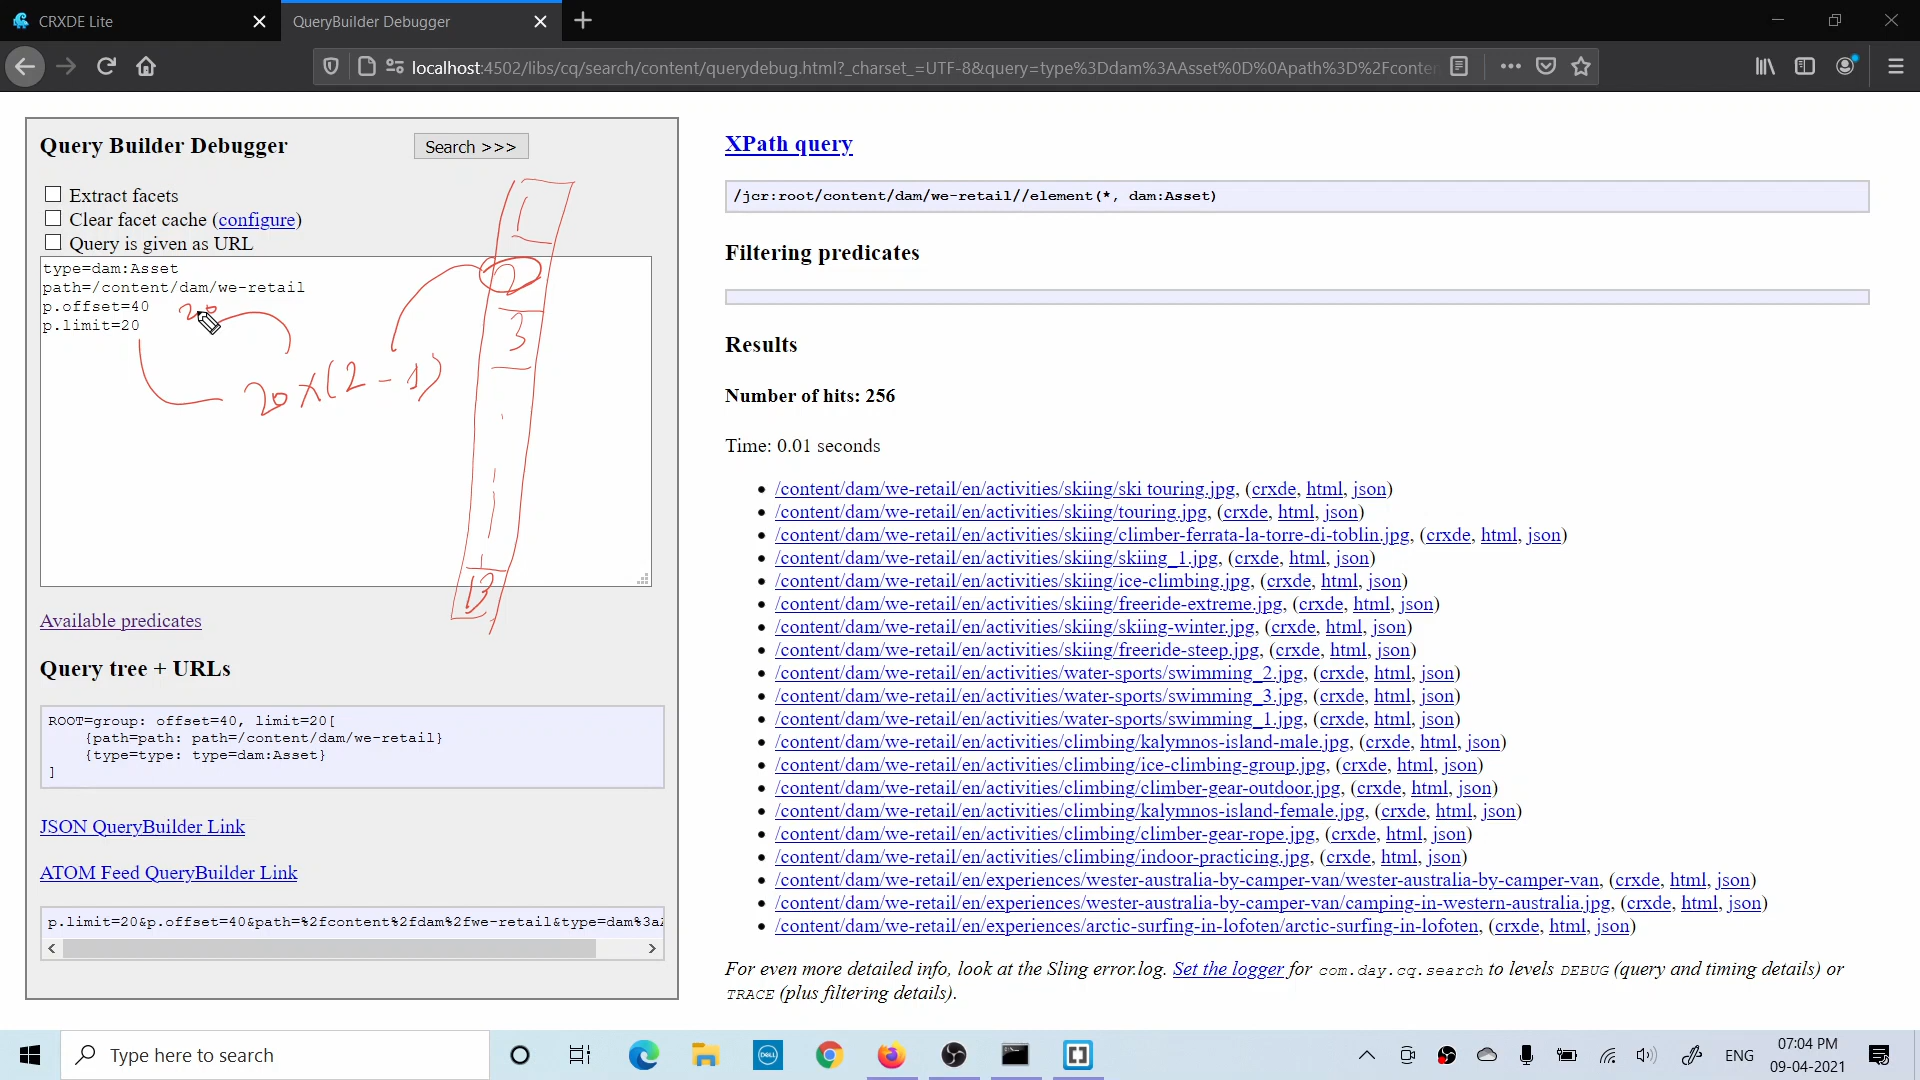 CRXDE Lite
QueryBuilder Debugger
localhost:4502/libs/cq/search/content/querydebug.html?_charset_=UTF-8&query=type%3Ddam%3AAsset%0D%0Apath%3D%2Fconten
Query Builder Debugger
Search >>>
Extract facets
Clear facet cache (configure)
Query is given as URL
type=dam:Asset
path=/content/dam/we-retail
p.offset=40
20
p.limit=20
20 X (2 - 1)
1
2
3
13
Available predicates
Query tree + URLs
ROOT=group: offset=40, limit=20[
{path=path: path=/content/dam/we-retail}
{type=type: type=dam:Asset}
]
JSON QueryBuilder Link
ATOM Feed QueryBuilder Link
p.limit=20&p.offset=40&path=%2fcontent%2fdam%2fwe-retail&type=dam%3a
XPath query
/jcr:root/content/dam/we-retail//element(*, dam:Asset)
Filtering predicates
Results
Number of hits: 256
Time: 0.01 seconds
/content/dam/we-retail/en/activities/skiing/ski touring.jpg, (crxde, html, json)
/content/dam/we-retail/en/activities/skiing/touring.jpg, (crxde, html, json)
/content/dam/we-retail/en/activities/skiing/climber-ferrata-la-torre-di-toblin.jpg, (crxde, html, json)
/content/dam/we-retail/en/activities/skiing/skiing_1.jpg, (crxde, html, json)
/content/dam/we-retail/en/activities/skiing/ice-climbing.jpg, (crxde, html, json)
/content/dam/we-retail/en/activities/skiing/freeride-extreme.jpg, (crxde, html, json)
/content/dam/we-retail/en/activities/skiing/skiing-winter.jpg, (crxde, html, json)
/content/dam/we-retail/en/activities/skiing/freeride-steep.jpg, (crxde, html, json)
/content/dam/we-retail/en/activities/water-sports/swimming_2.jpg, (crxde, html, json)
/content/dam/we-retail/en/activities/water-sports/swimming_3.jpg, (crxde, html, json)
/content/dam/we-retail/en/activities/water-sports/swimming_1.jpg, (crxde, html, json)
/content/dam/we-retail/en/activities/climbing/kalymnos-island-male.jpg, (crxde, html, json)
/content/dam/we-retail/en/activities/climbing/ice-climbing-group.jpg, (crxde, html, json)
/content/dam/we-retail/en/activities/climbing/climber-gear-outdoor.jpg, (crxde, html, json)
/content/dam/we-retail/en/activities/climbing/kalymnos-island-female.jpg, (crxde, html, json)
/content/dam/we-retail/en/activities/climbing/climber-gear-rope.jpg, (crxde, html, json)
/content/dam/we-retail/en/activities/climbing/indoor-practicing.jpg, (crxde, html, json)
/content/dam/we-retail/en/experiences/wester-australia-by-camper-van/wester-australia-by-camper-van, (crxde, html, json)
/content/dam/we-retail/en/experiences/wester-australia-by-camper-van/camping-in-western-australia.jpg, (crxde, html, json)
/content/dam/we-retail/en/experiences/arctic-surfing-in-lofoten/arctic-surfing-in-lofoten, (crxde, html, json)
For even more detailed info, look at the Sling error.log. Set the logger for com.day.cq.search to levels DEBUG (query and timing details) or
TRACE (plus filtering details).
Type here to search
DELL
ENG
07:04 PM
09-04-2021